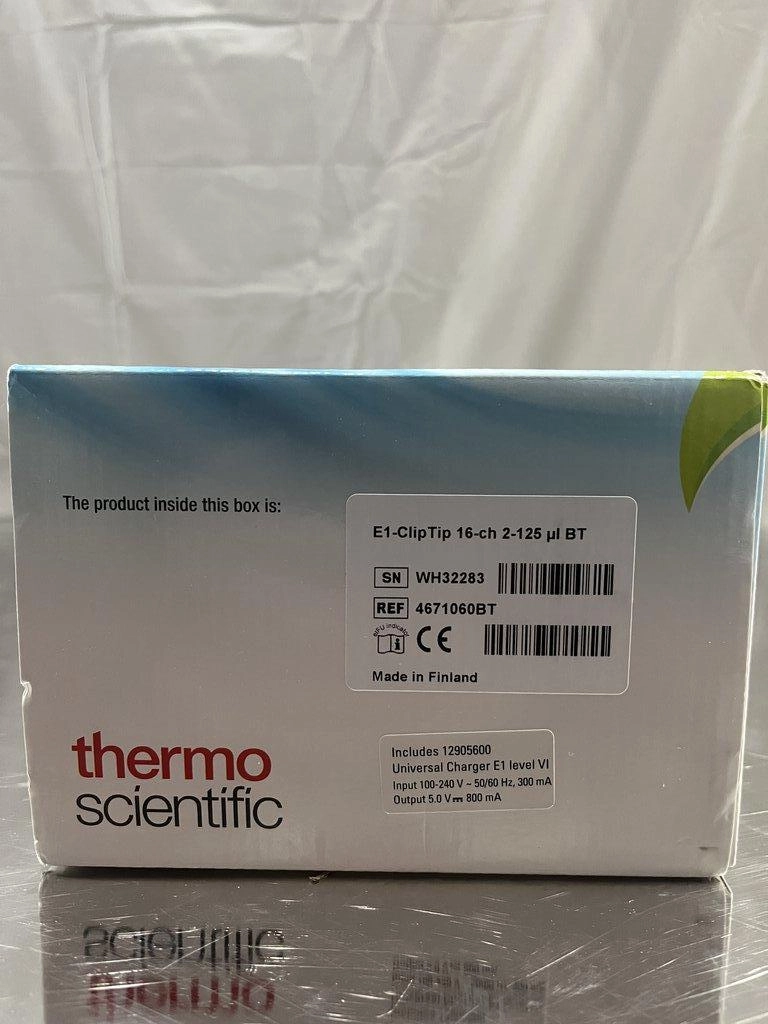 The product inside this box is:
E1-ClipTip 16-ch 2-125 µl BT
SN WH32283
REF 4671060BT
eIFU indicator
CE
Made in Finland
thermo
scientific
Includes 12905600
Universal Charger E1 level VI
Input 100-240 V ~ 50/60 Hz, 300 mA
Output 5.0 V⎓ 800 mA